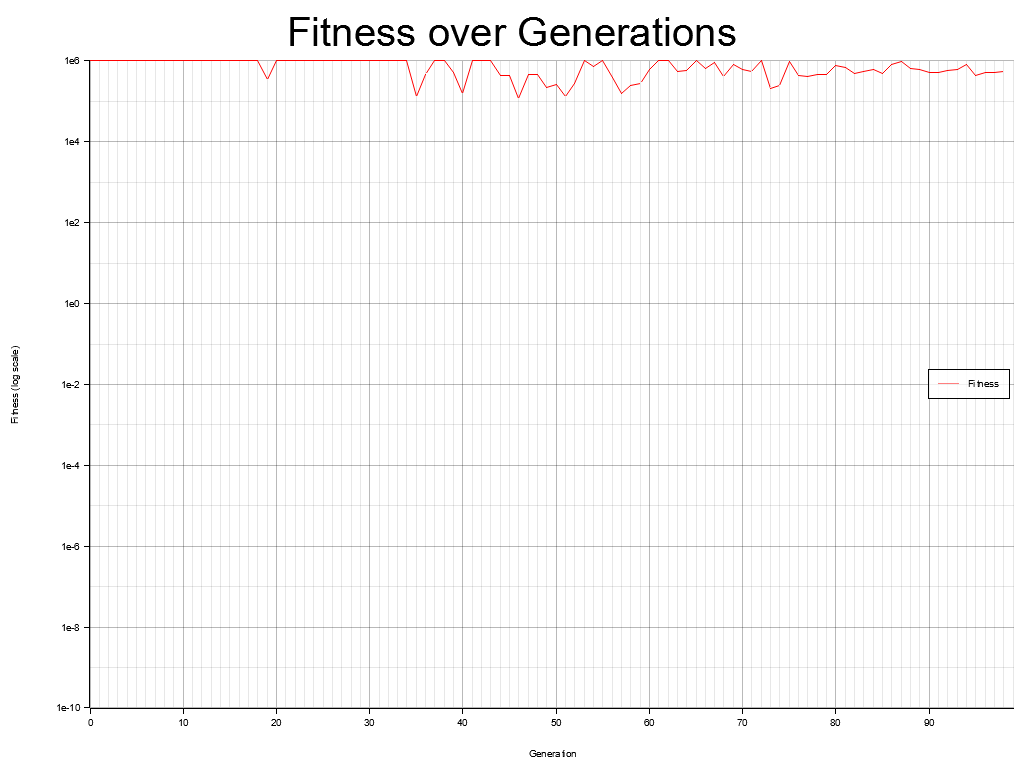 Fitness over Generations
1e6
1e4
1e2
1e0
1e-2
1e-4
1e-6
1e-8
1e-10
Fitness (log scale)
Fitness
0 10 20 30 40 50 60 70 80 90
Generation